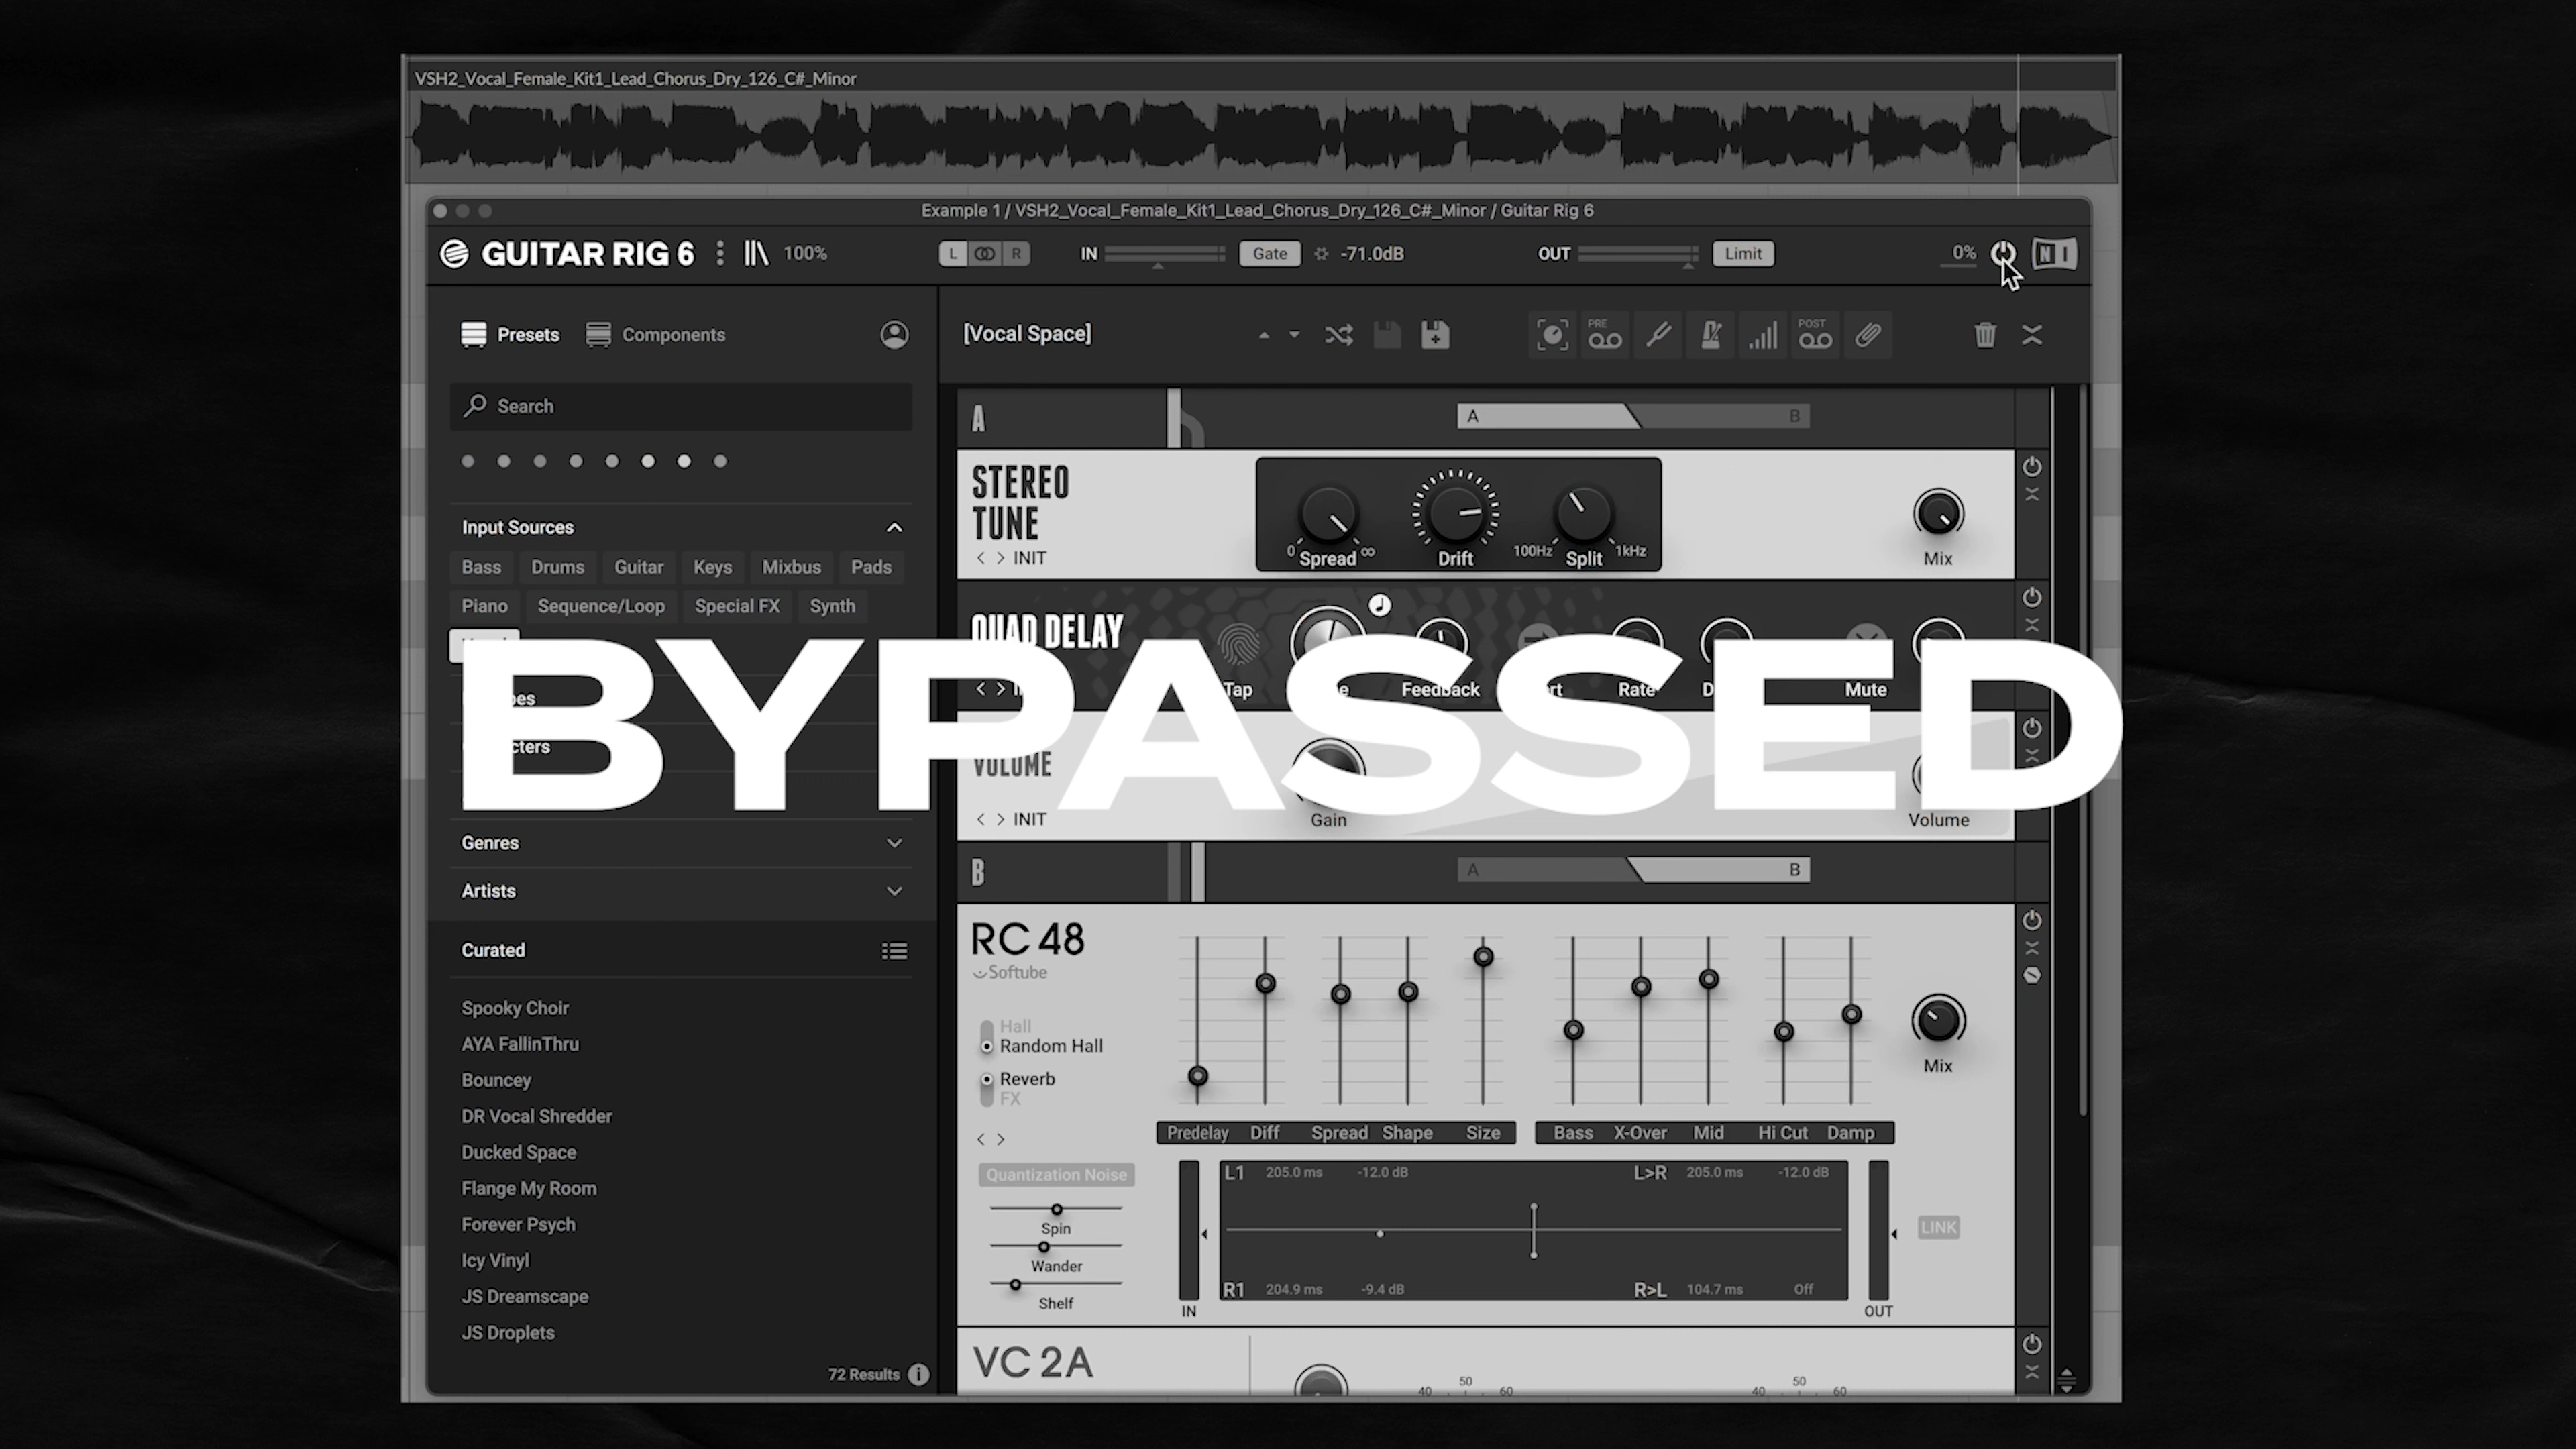 VSH2_Vocal_Female_Kit1_Lead_Chorus_Dry_126_C#_Minor
Example 1 / VSH2_Vocal_Female_Kit1_Lead_Chorus_Dry_126_C#_Minor / Guitar Rig 6
GUITAR RIG 6 100% L R IN Gate -71.0dB OUT Limit 0% N I
Presets Components
[Vocal Space]
PRE POST
Search
Input Sources
Bass Drums Guitar Keys Mixbus Pads
Piano Sequence/Loop Special FX Synth
Genres
Artists
Curated
Spooky Choir
AYA FallinThru
Bouncey
DR Vocal Shredder
Ducked Space
Flange My Room
Forever Psych
Icy Vinyl
JS Dreamscape
JS Droplets
72 Results
A A B
STEREO
TUNE
< > INIT
0 Spread ∞ Drift 100Hz Split 1kHz Mix
QUAD DELAY
Tap Feedback Rate Mute
BYPASSED
VOLUME
< > INIT
Gain Volume
B A B
RC 48
Softube
Hall
Random Hall
Reverb
FX
Mix
Predelay Diff Spread Shape Size Bass X-Over Mid Hi Cut Damp
Quantization Noise
Spin
Wander
Shelf
L1 205.0 ms -12.0 dB L>R 205.0 ms -12.0 dB
LINK
R1 204.9 ms -9.4 dB R>L 104.7 ms Off
IN OUT
VC 2A
40 50 60 40 50 60